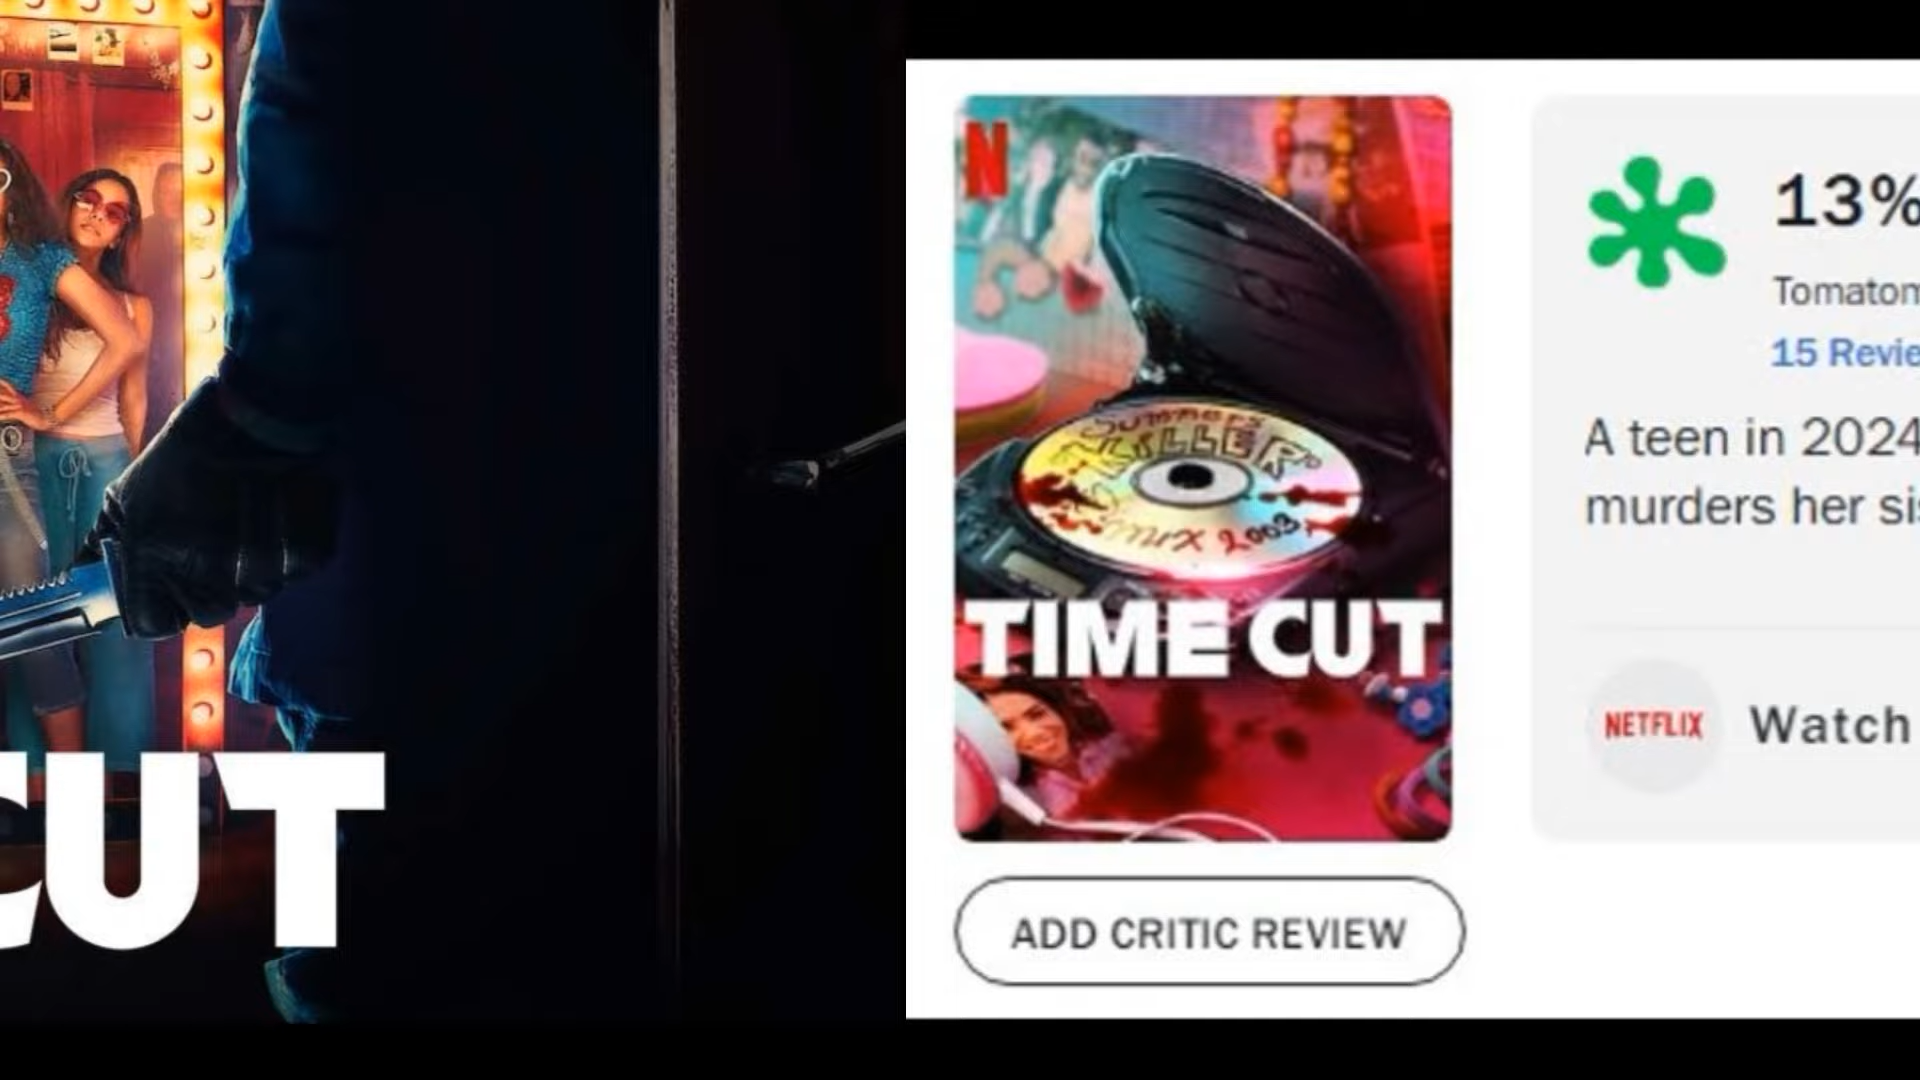 CUT
N
SUMMER
KILLER
MIX 2003
TIME CUT
ADD CRITIC REVIEW
13%
Tomatom
15 Revie
A teen in 2024
murders her sis
NETFLIX Watch